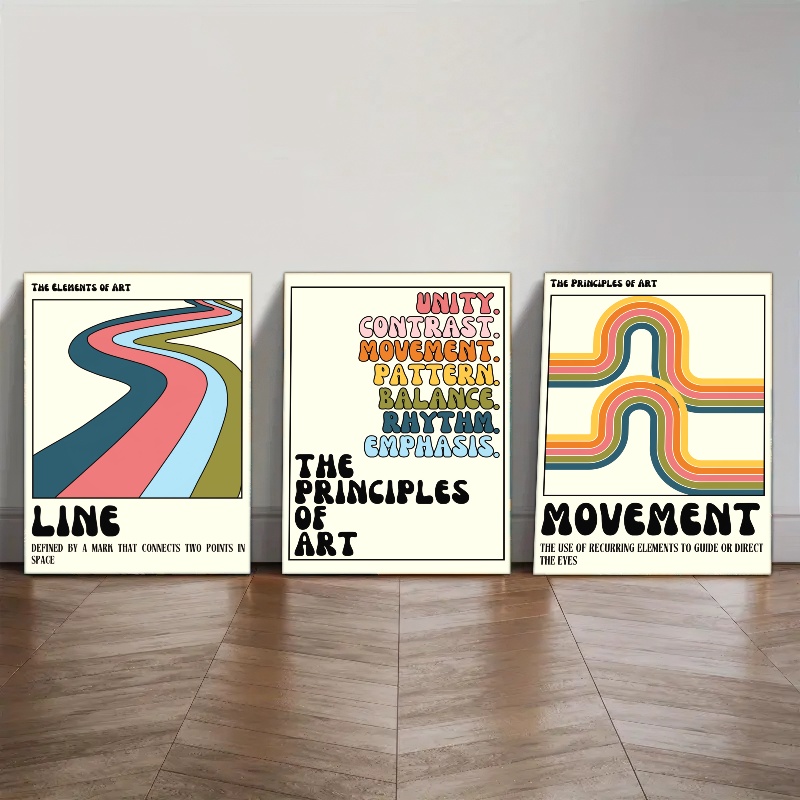 THE ELEMENTS OF ART
LINE
DEFINED BY A MARK THAT CONNECTS TWO POINTS IN
SPACE
UNITY.
CONTRAST.
MOVEMENT.
PATTERN.
BALANCE.
RHYTHM.
EMPHASIS.
THE
PRINCIPLES
OF
ART
THE PRINCIPLES OF ART
MOVEMENT
THE USE OF RECURRING ELEMENTS TO GUIDE OR DIRECT
THE EYES